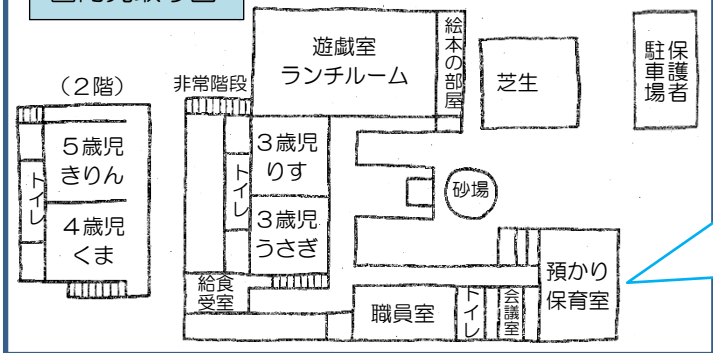 遊戯室
ランチルーム
絵本の部屋
芝生
保護者
駐車場
(2階)
非常階段
5歳児
きりん
トイレ
4歳児
くま
3歳児
りす
トイレ
3歳児
うさぎ
砂場
給食
受室
職員室
トイレ
会議室
預かり
保育室